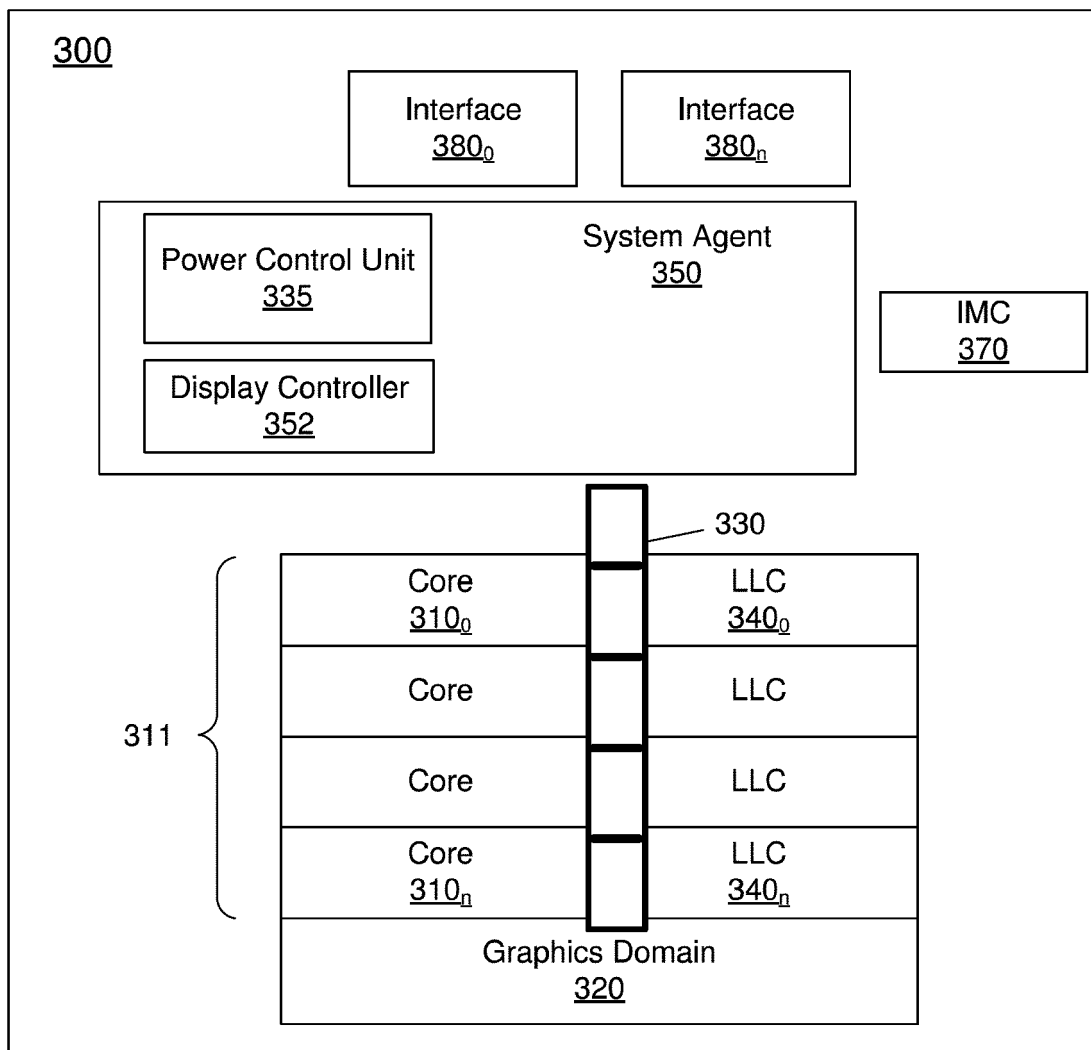 300
Interface
380₀
Interface
380ₙ
Power Control Unit
335
System Agent
350
Display Controller
352
IMC
370
330
311
Core
310₀
LLC
340₀
Core
LLC
Core
LLC
Core
310ₙ
LLC
340ₙ
Graphics Domain
320